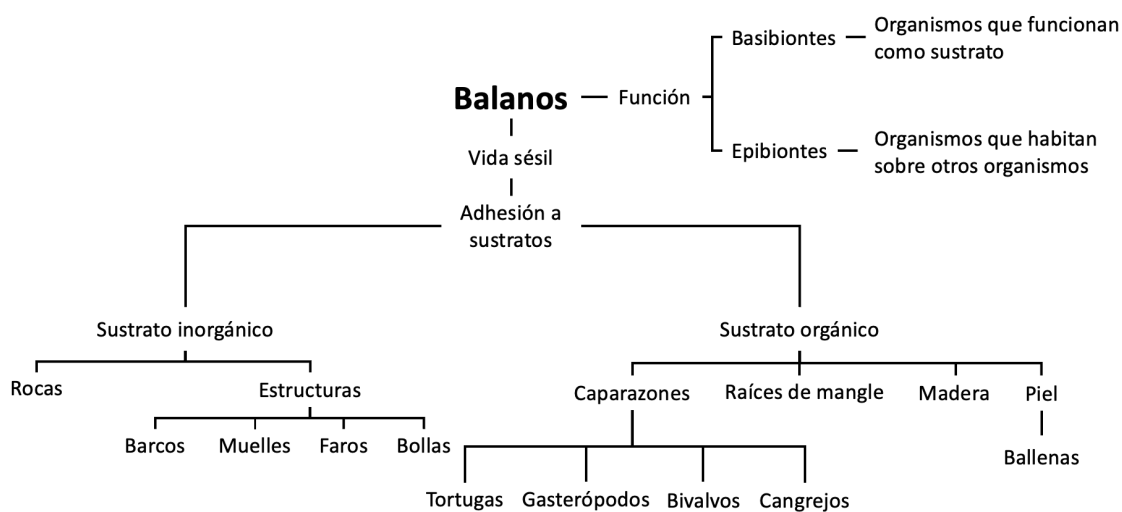 Organismos que funcionan
Basibiontes
como sustrato
Balanos
Función
Organismos que habitan
Epibiontes
sobre otros organismos
Vida sésil
Adhesión a
sustratos
Sustrato inorgánico
Sustrato orgánico
Rocas
Estructuras
Caparazones
Raíces de mangle
Madera
Piel
Barcos
Muelles
Faros
Bollas
Ballenas
Tortugas
Gasterópodos
Bivalvos
Cangrejos